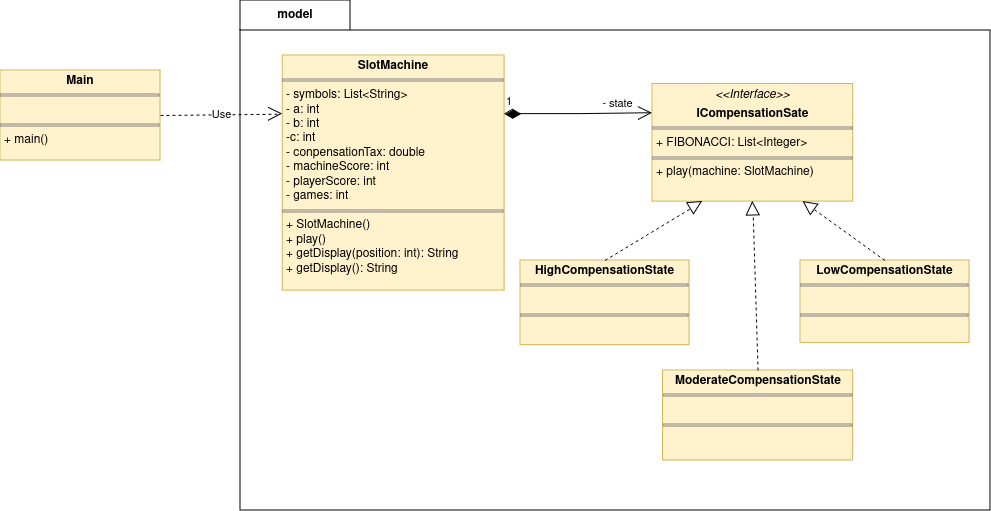 model
Main
+ main()
Use
SlotMachine
- symbols: List<String>
- a: int
- b: int
-c: int
- conpensationTax: double
- machineScore: int
- playerScore: int
- games: int
+ SlotMachine()
+ play()
+ getDisplay(position: int): String
+ getDisplay(): String
1
- state
<<Interface>>
ICompensationSate
+ FIBONACCI: List<Integer>
+ play(machine: SlotMachine)
HighCompensationState
LowCompensationState
ModerateCompensationState